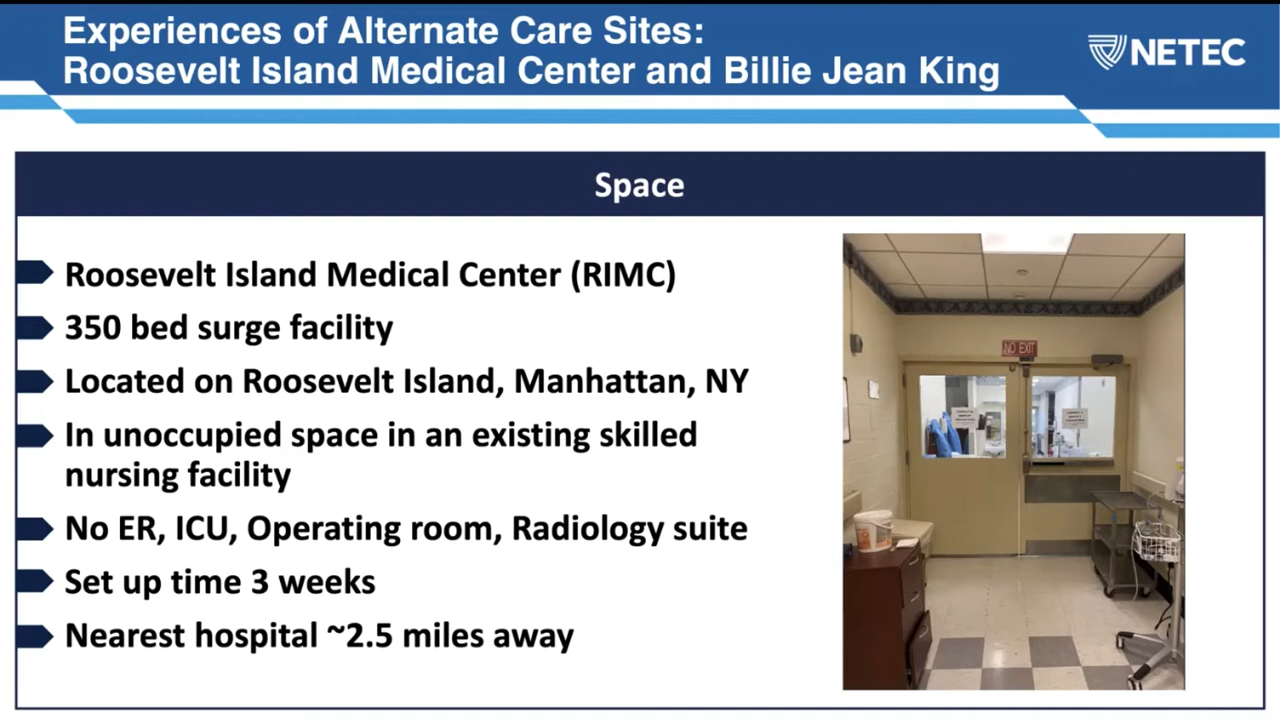 Experiences of Alternate Care Sites:
Roosevelt Island Medical Center and Billie Jean King
NETEC
Space
Roosevelt Island Medical Center (RIMC)
350 bed surge facility
Located on Roosevelt Island, Manhattan, NY
In unoccupied space in an existing skilled
nursing facility
No ER, ICU, Operating room, Radiology suite
Set up time 3 weeks
Nearest hospital ~2.5 miles away
NO EXIT